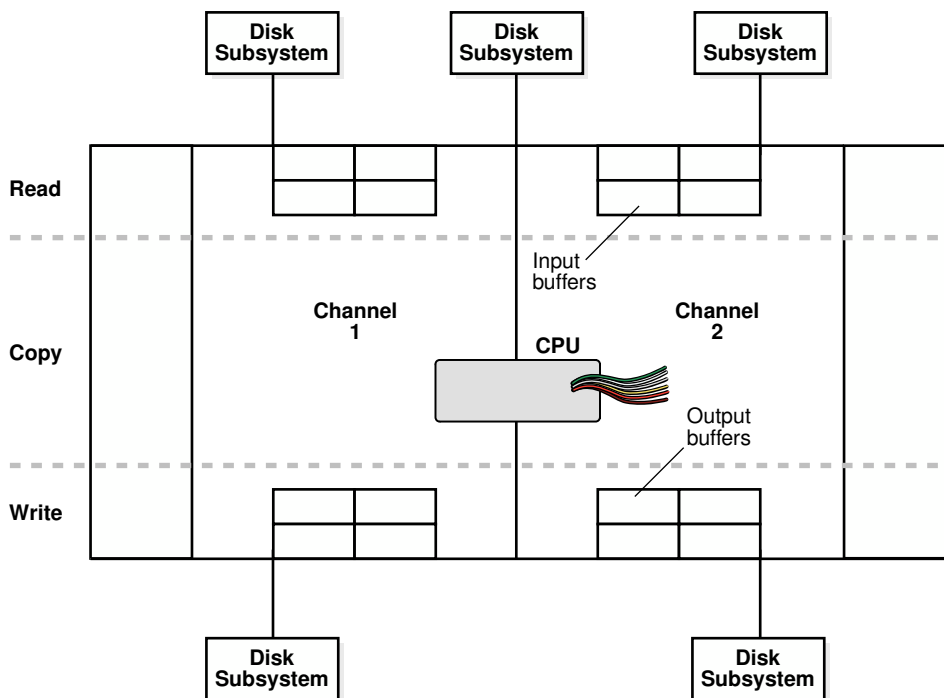 Disk
Subsystem
Disk
Subsystem
Disk
Subsystem
Read
Input
buffers
Channel
1
Channel
2
Copy
CPU
Output
buffers
Write
Disk
Subsystem
Disk
Subsystem